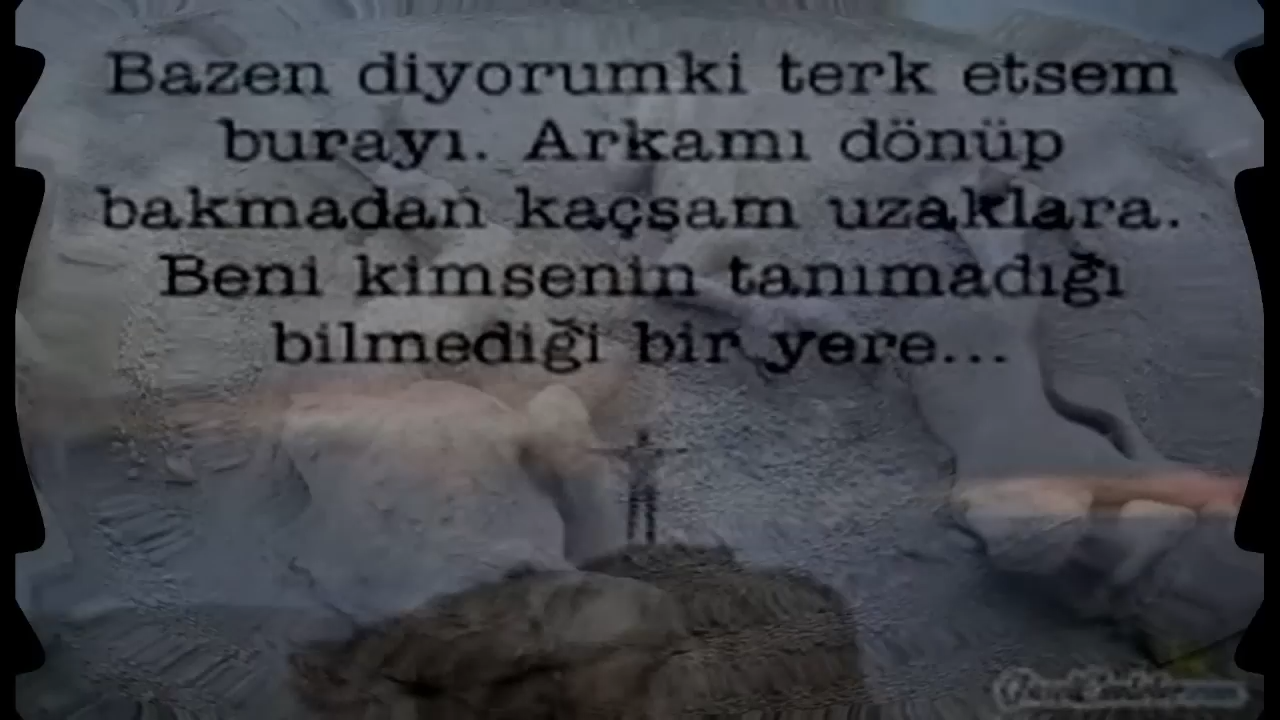 Bazen diyorumki terk etsem
burayı. Arkamı dönüp
bakmadan kaçsam uzaklara.
Beni kimsenin tanımadığı
bilmediği bir yere...